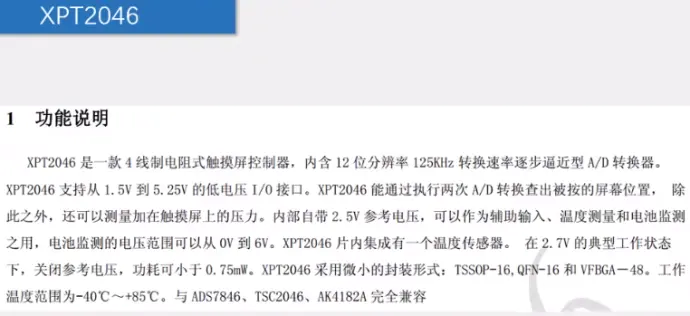 XPT2046
1 功能说明
XPT2046 是一款 4 线制电阻式触摸屏控制器，内含 12 位分辨率 125KHz 转换速率逐步逼近型 A/D 转换器。
XPT2046 支持从 1.5V 到 5.25V 的低电压 I/O 接口。XPT2046 能通过执行两次 A/D 转换查出被按的屏幕位置， 除
此之外，还可以测量加在触摸屏上的压力。内部自带 2.5V 参考电压，可以作为辅助输入、温度测量和电池监测
之用，电池监测的电压范围可以从 0V 到 6V。XPT2046 片内集成有一个温度传感器。 在 2.7V 的典型工作状态
下，关闭参考电压，功耗可小于 0.75mW。XPT2046 采用微小的封装形式：TSSOP-16,QFN-16 和 VFBGA－48。工作
温度范围为-40℃～+85℃。与 ADS7846、TSC2046、AK4182A 完全兼容